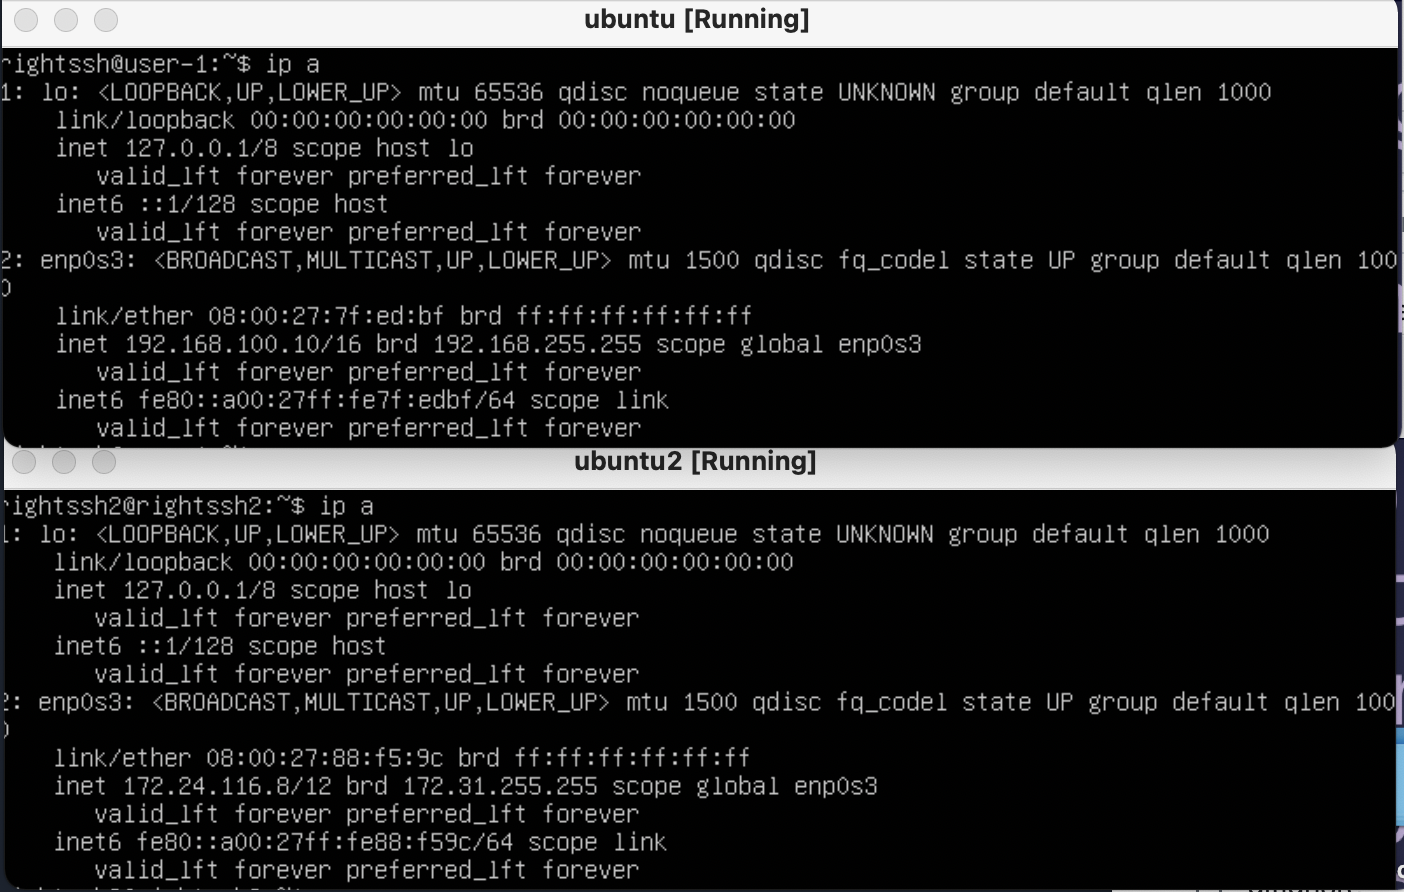 ubuntu [Running]
rightssh@user-1:~$ ip a
1: lo: <LOOPBACK,UP,LOWER_UP> mtu 65536 qdisc noqueue state UNKNOWN group default qlen 1000
link/loopback 00:00:00:00:00:00 brd 00:00:00:00:00:00
inet 127.0.0.1/8 scope host lo
valid_lft forever preferred_lft forever
inet6 ::1/128 scope host
valid_lft forever preferred_lft forever
2: enp0s3: <BROADCAST,MULTICAST,UP,LOWER_UP> mtu 1500 qdisc fq_codel state UP group default qlen 100
0
link/ether 08:00:27:7f:ed:bf brd ff:ff:ff:ff:ff:ff
inet 192.168.100.10/16 brd 192.168.255.255 scope global enp0s3
valid_lft forever preferred_lft forever
inet6 fe80::a00:27ff:fe7f:edbf/64 scope link
valid_lft forever preferred_lft forever
ubuntu2 [Running]
rightssh2@rightssh2:~$ ip a
1: lo: <LOOPBACK,UP,LOWER_UP> mtu 65536 qdisc noqueue state UNKNOWN group default qlen 1000
link/loopback 00:00:00:00:00:00 brd 00:00:00:00:00:00
inet 127.0.0.1/8 scope host lo
valid_lft forever preferred_lft forever
inet6 ::1/128 scope host
valid_lft forever preferred_lft forever
2: enp0s3: <BROADCAST,MULTICAST,UP,LOWER_UP> mtu 1500 qdisc fq_codel state UP group default qlen 100
0
link/ether 08:00:27:88:f5:9c brd ff:ff:ff:ff:ff:ff
inet 172.24.116.8/12 brd 172.31.255.255 scope global enp0s3
valid_lft forever preferred_lft forever
inet6 fe80::a00:27ff:fe88:f59c/64 scope link
valid_lft forever preferred_lft forever